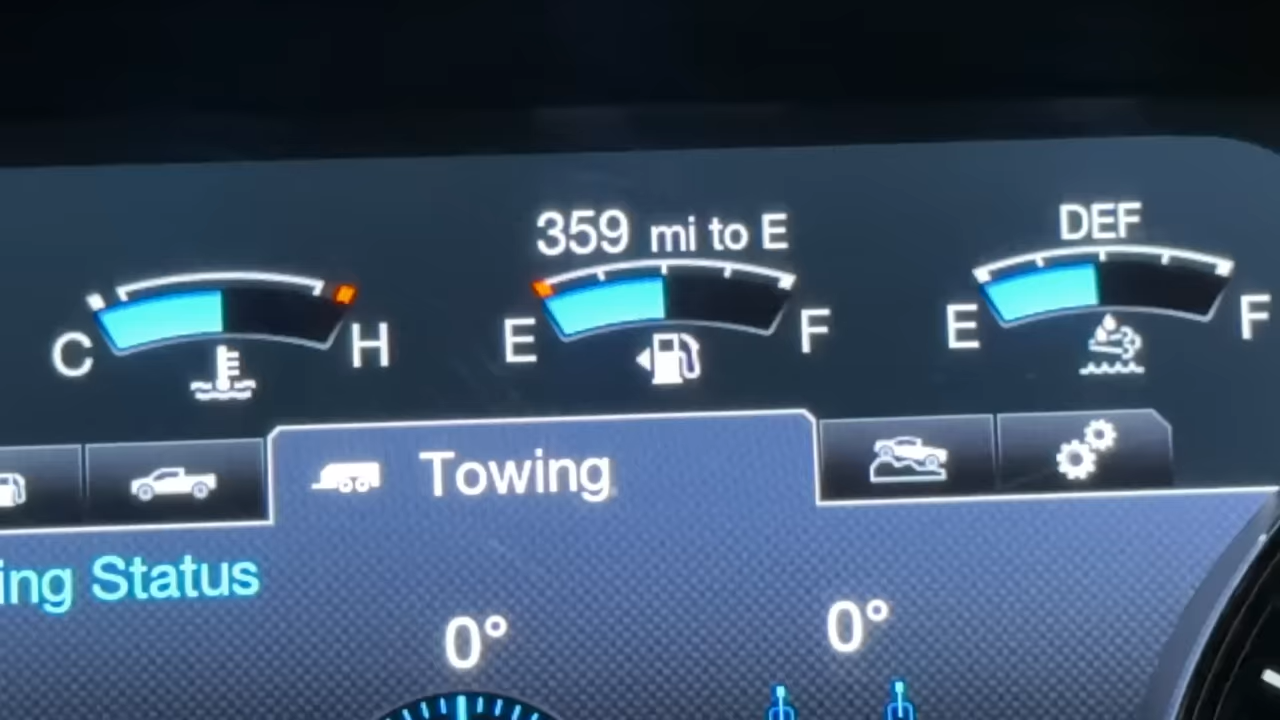 359 mi to E
DEF
C H
E F
E F
Towing
ing Status
0° 0°